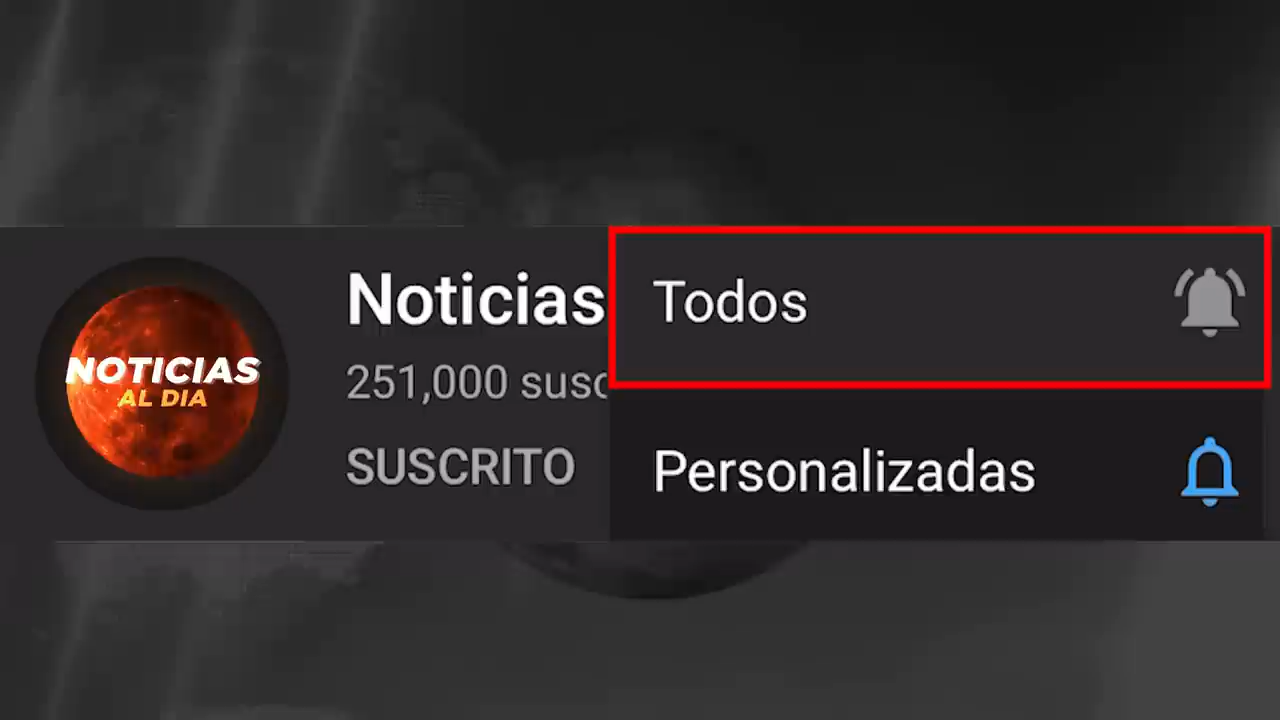 NOTICIAS
AL DIA
Noticias
251,000 susc
SUSCRITO
Todos
Personalizadas